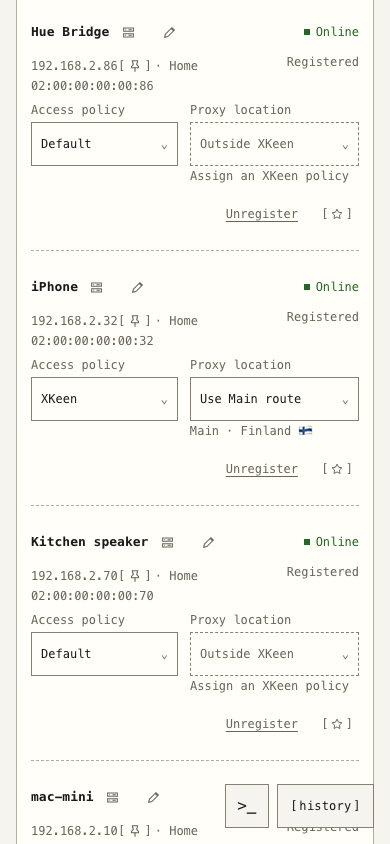 Hue Bridge Online
192.168.2.86[ ] · Home Registered
02:00:00:00:00:86
Access policy Proxy location
Default Outside XKeen
Assign an XKeen policy
Unregister [ ]
iPhone Online
192.168.2.32[ ] · Home Registered
02:00:00:00:00:32
Access policy Proxy location
XKeen Use Main route
Main · Finland 🇫🇮
Unregister [ ]
Kitchen speaker Online
192.168.2.70[ ] · Home Registered
02:00:00:00:00:70
Access policy Proxy location
Default Outside XKeen
Assign an XKeen policy
Unregister [ ]
mac-mini >_ [history]
192.168.2.10[ ] · Home Registered